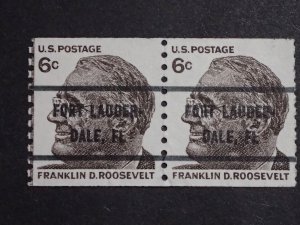 U.S. POSTAGE
6c
FORT LAUDER
DALE, FL
FRANKLIN D. ROOSEVELT
U.S. POSTAGE
6c
FORT LAUDER
DALE, FL
FRANKLIN D. ROOSEVELT